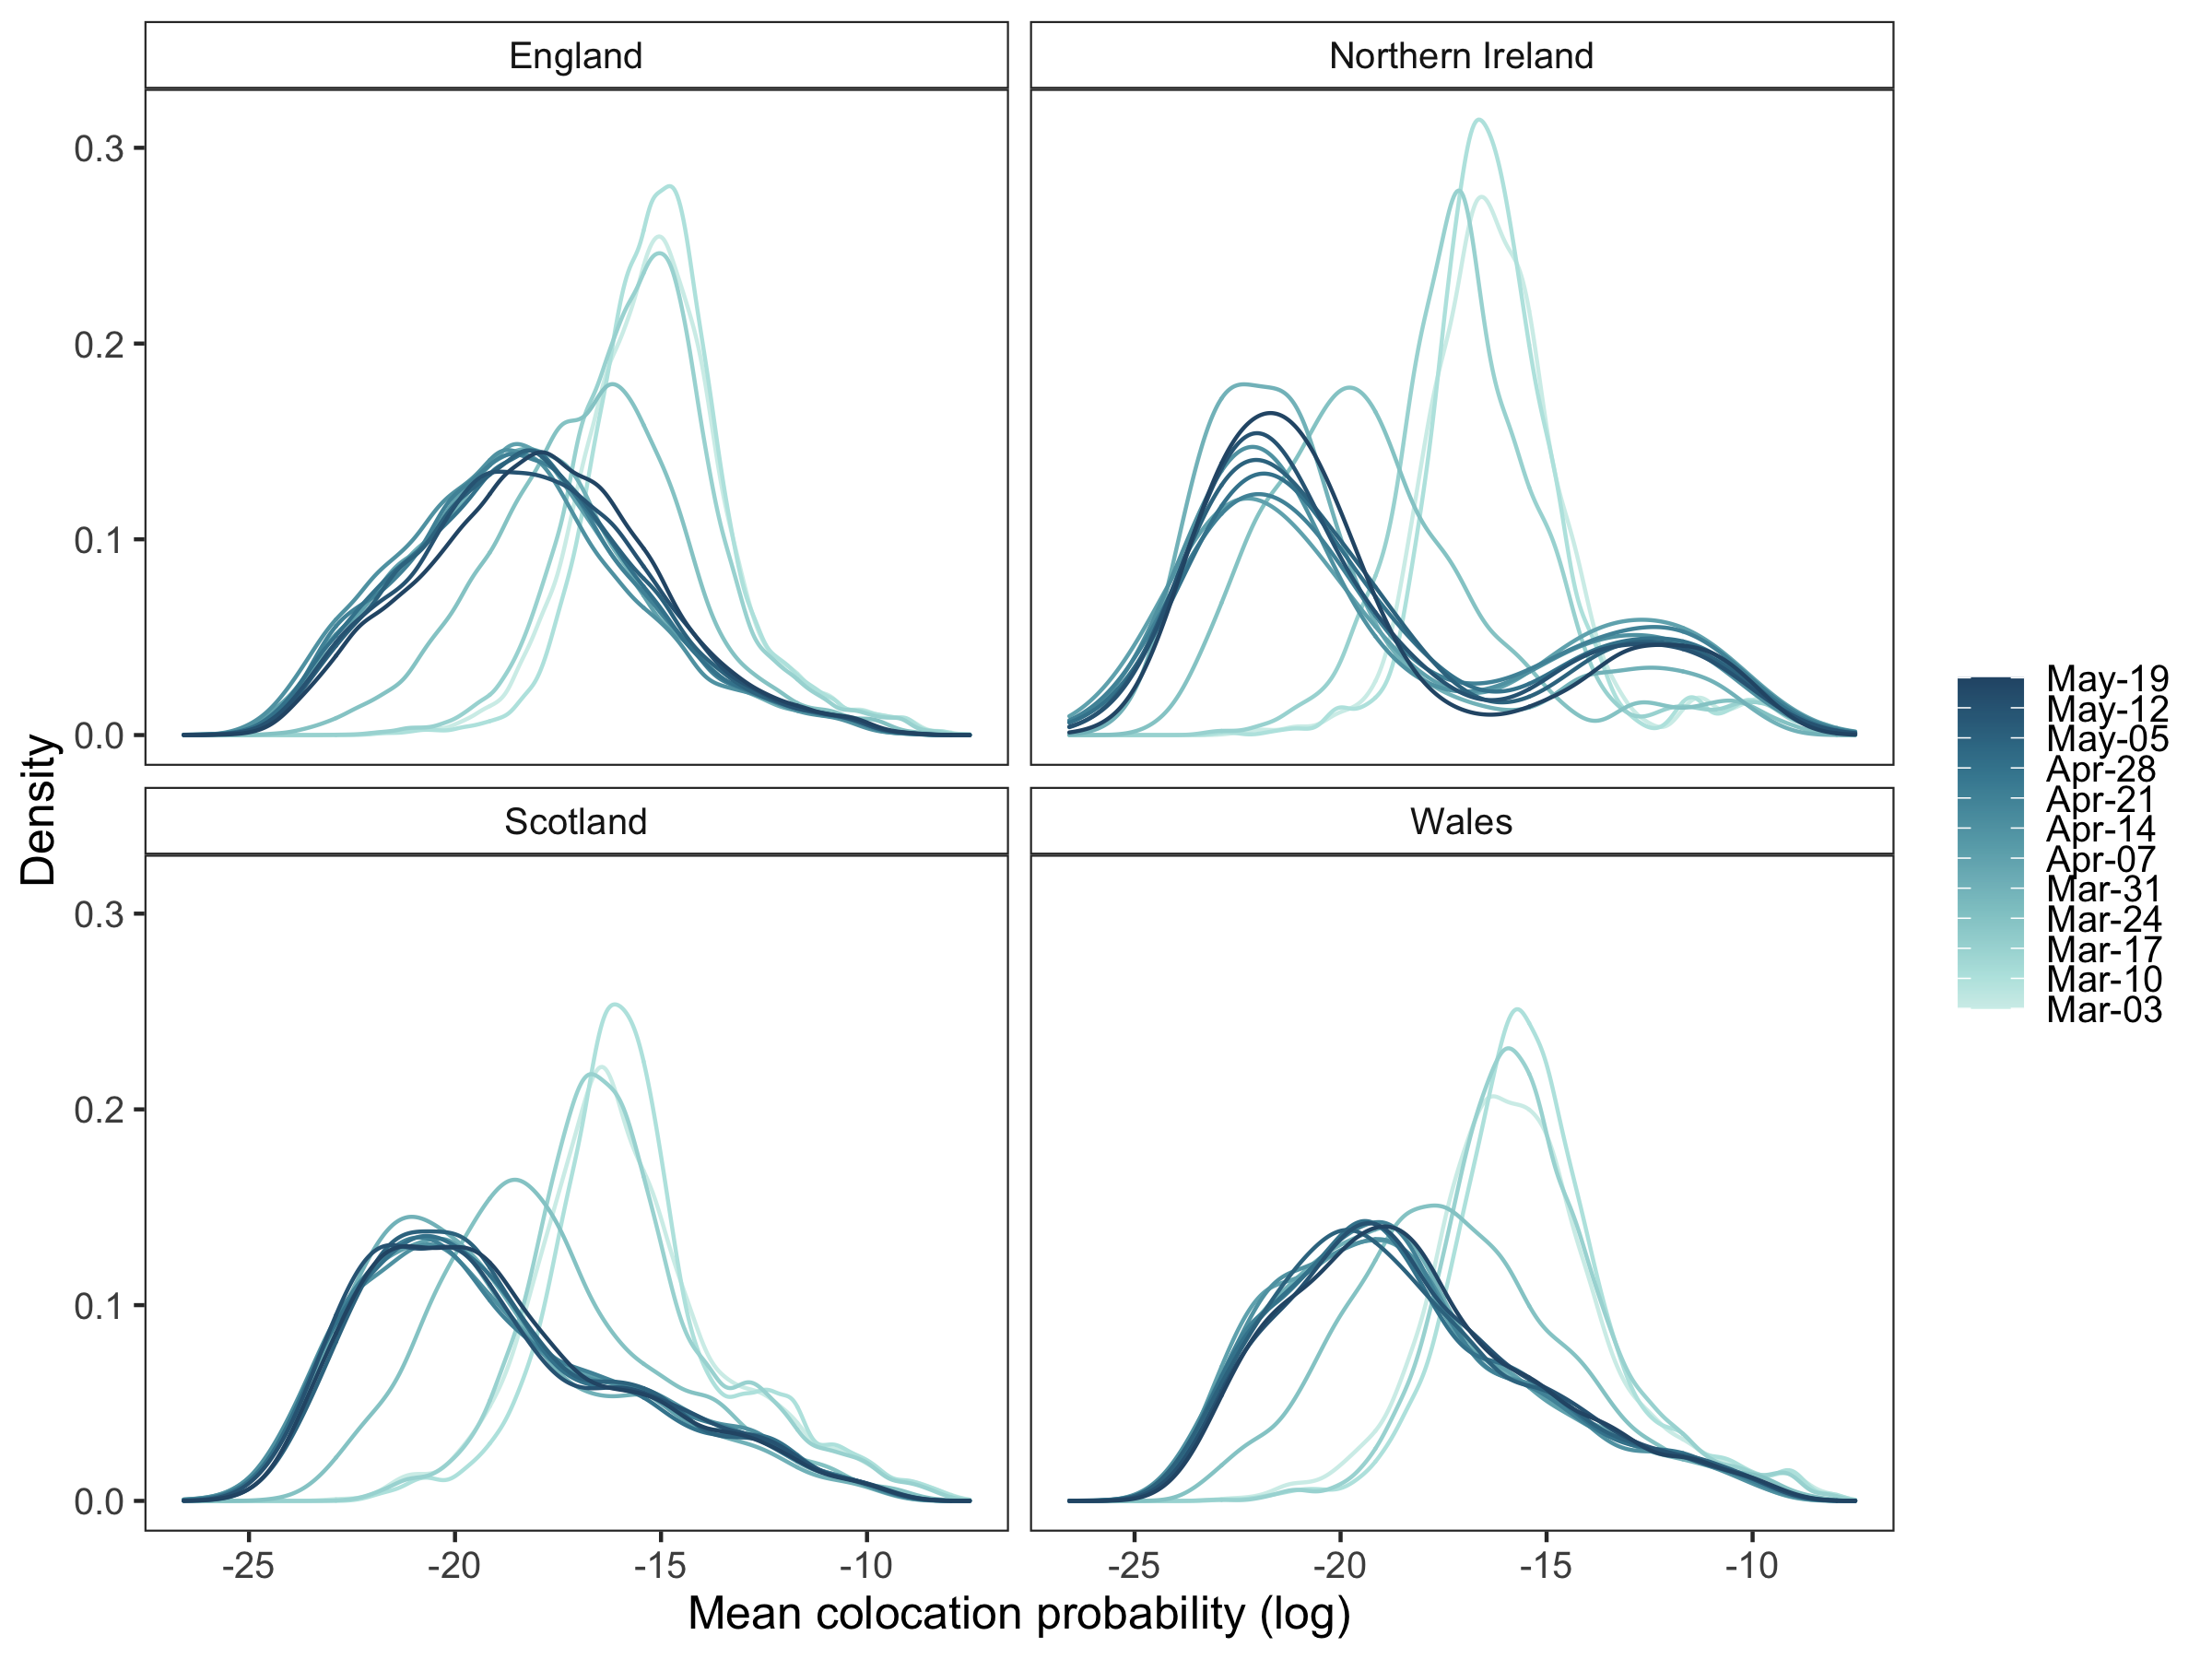 England
Northern Ireland
0.3
0.2
0.1
0.0
Scotland
Wales
0.3
0.2
0.1
0.0
-25
-20
-15
-10
-25
-20
-15
-10
Mean colocation probability (log)
Density
May-19
May-12
May-05
Apr-28
Apr-21
Apr-14
Apr-07
Mar-31
Mar-24
Mar-17
Mar-10
Mar-03